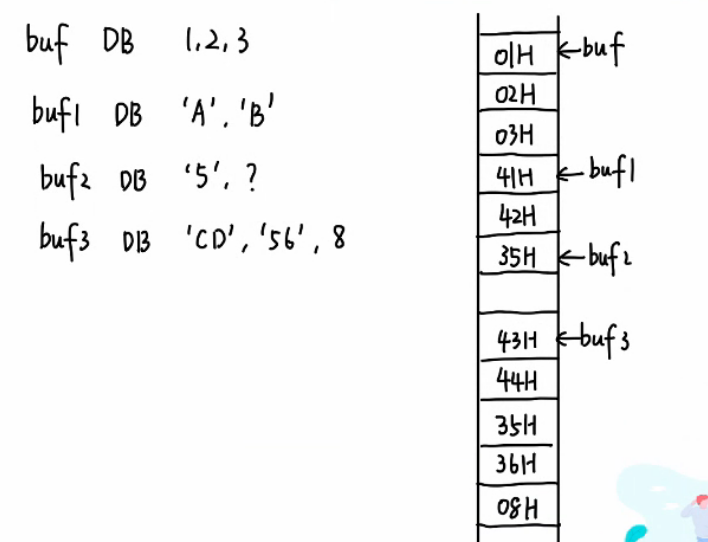 buf DB 1,2,3
buf1 DB 'A','B'
buf2 DB '5',?
buf3 DB 'CD','56',8
01H ←buf
02H
03H
41H ←buf1
42H
35H ←buf2
43H ←buf3
44H
35H
36H
08H